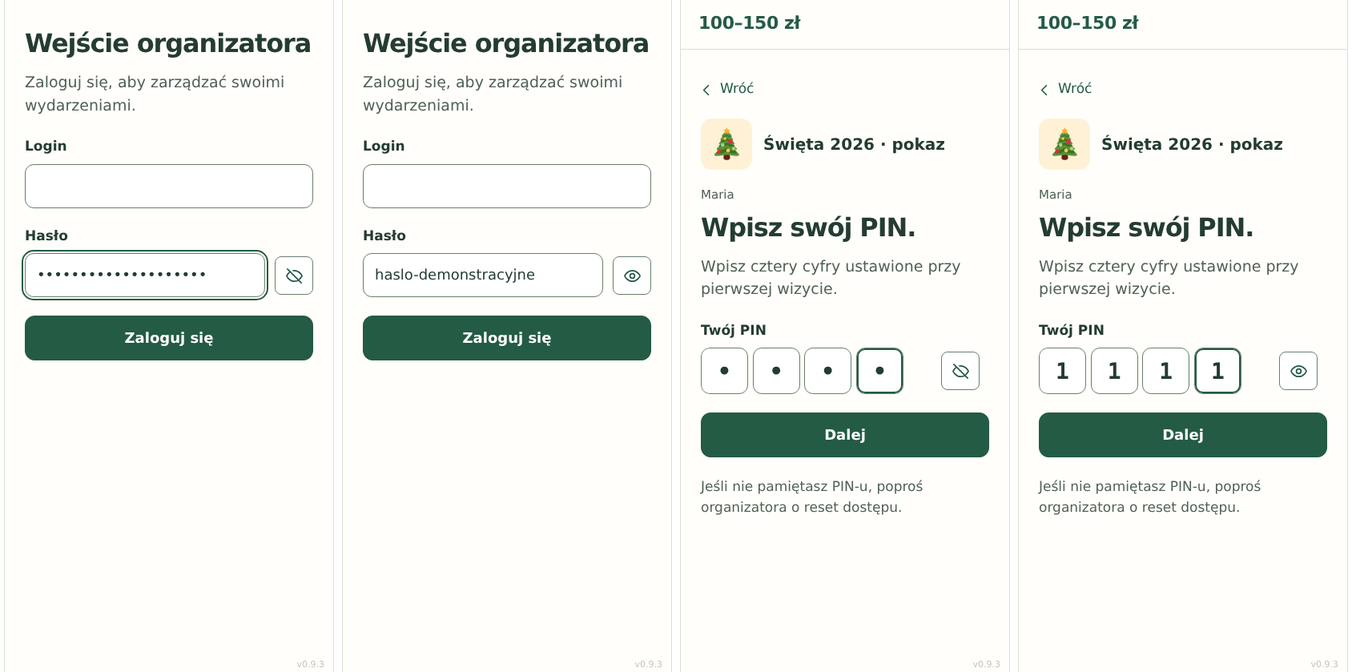 Wejście organizatora
Zaloguj się, aby zarządzać swoimi
wydarzeniami.
Login
Hasło
•••••••••••••••••••
Zaloguj się
v0.9.3
Wejście organizatora
Zaloguj się, aby zarządzać swoimi
wydarzeniami.
Login
Hasło
haslo-demonstracyjne
Zaloguj się
v0.9.3
100–150 zł
Wróć
Święta 2026 · pokaz
Maria
Wpisz swój PIN.
Wpisz cztery cyfry ustawione przy
pierwszej wizycie.
Twój PIN
• • • •
Dalej
Jeśli nie pamiętasz PIN-u, poproś
organizatora o reset dostępu.
v0.9.3
100–150 zł
Wróć
Święta 2026 · pokaz
Maria
Wpisz swój PIN.
Wpisz cztery cyfry ustawione przy
pierwszej wizycie.
Twój PIN
1 1 1 1
Dalej
Jeśli nie pamiętasz PIN-u, poproś
organizatora o reset dostępu.
v0.9.3